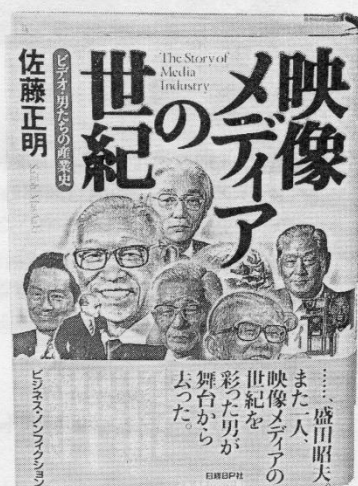 映像
メディア
の
世紀
The Story of
Media
Industry
ビデオ・男たちの産業史
佐藤正明
……、盛田昭夫
また一人、
映像メディアの
世紀を
彩った男が
舞台から
去った。
ビジネス・ノンフィクション
日経BP社